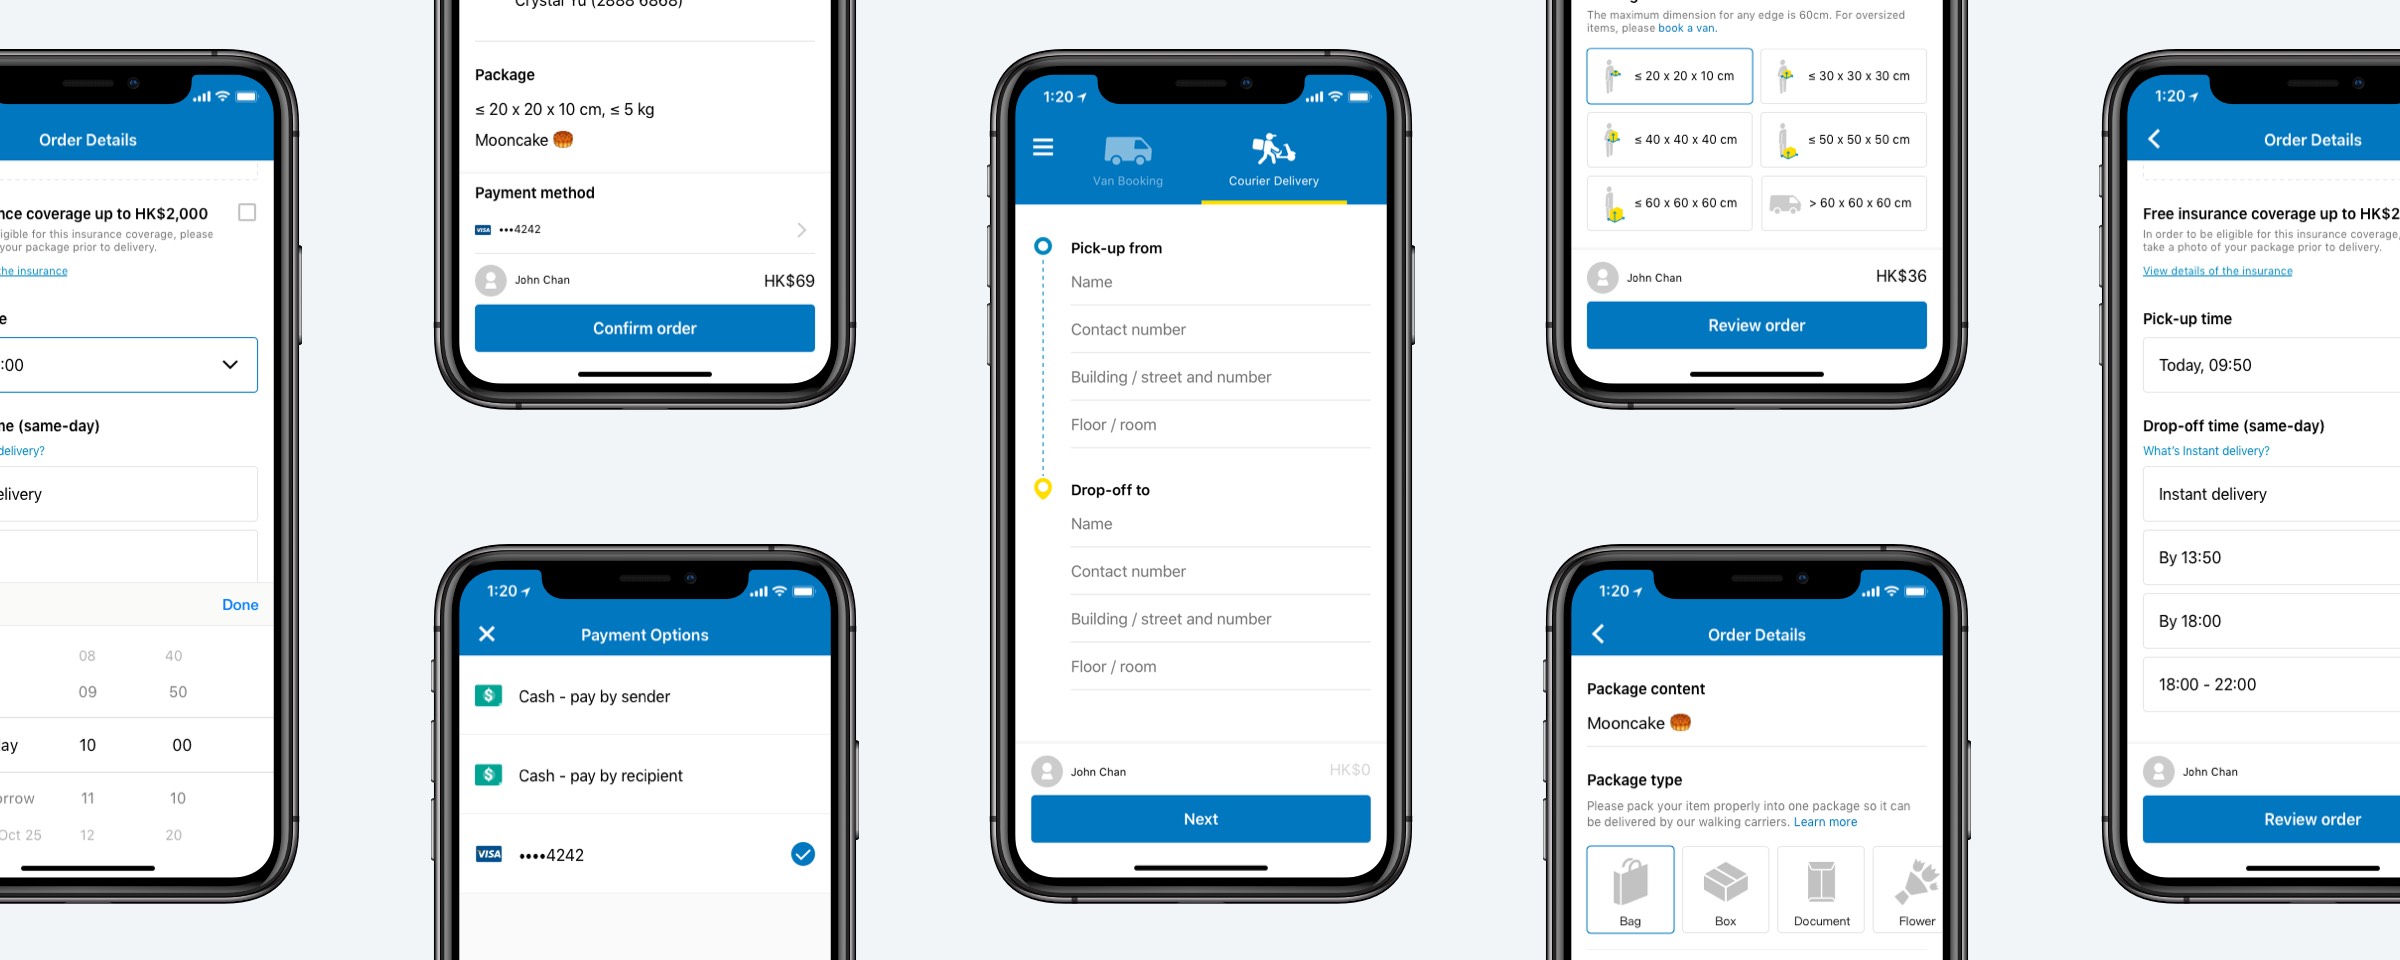 Order Details
nce coverage up to HK$2,000
igible for this insurance coverage, please
your package prior to delivery.
the insurance
e
:00
me (same-day)
delivery?
elivery
Done
08 40
09 50
ay 10 00
orrow 11 10
Oct 25 12 20
Crystal Yu (2888 6868)
Package
≤ 20 x 20 x 10 cm, ≤ 5 kg
Mooncake
Payment method
VISA •••4242
John Chan HK$69
Confirm order
1:20
Payment Options
$ Cash - pay by sender
$ Cash - pay by recipient
VISA ••••4242
1:20
Van Booking Courier Delivery
Pick-up from
Name
Contact number
Building / street and number
Floor / room
Drop-off to
Name
Contact number
Building / street and number
Floor / room
John Chan HK$0
Next
The maximum dimension for any edge is 60cm. For oversized
items, please book a van.
≤ 20 x 20 x 10 cm ≤ 30 x 30 x 30 cm
≤ 40 x 40 x 40 cm ≤ 50 x 50 x 50 cm
≤ 60 x 60 x 60 cm > 60 x 60 x 60 cm
John Chan HK$36
Review order
1:20
Order Details
Package content
Mooncake
Package type
Please pack your item properly into one package so it can
be delivered by our walking carriers. Learn more
Bag Box Document Flower
1:20
Order Details
Free insurance coverage up to HK$2
In order to be eligible for this insurance coverage,
take a photo of your package prior to delivery.
View details of the insurance
Pick-up time
Today, 09:50
Drop-off time (same-day)
What's Instant delivery?
Instant delivery
By 13:50
By 18:00
18:00 - 22:00
John Chan
Review order